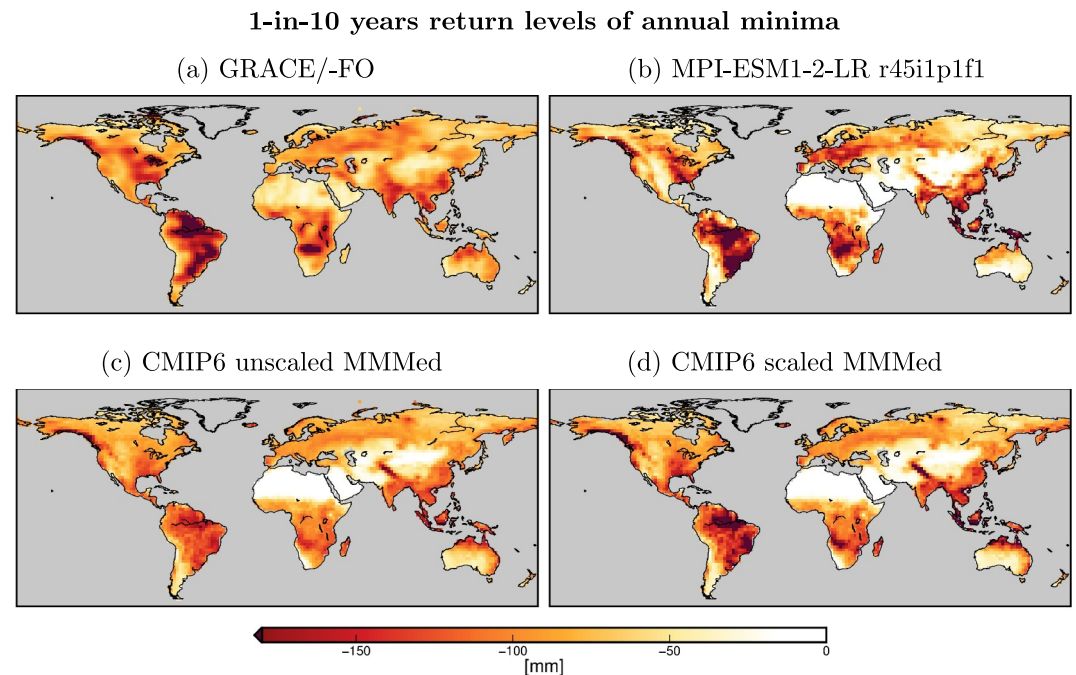 1-in-10 years return levels of annual minima
(a) GRACE/-FO
(b) MPI-ESM1-2-LR r45i1p1f1
(c) CMIP6 unscaled MMMed
(d) CMIP6 scaled MMMed
−150 −100 −50 0
[mm]